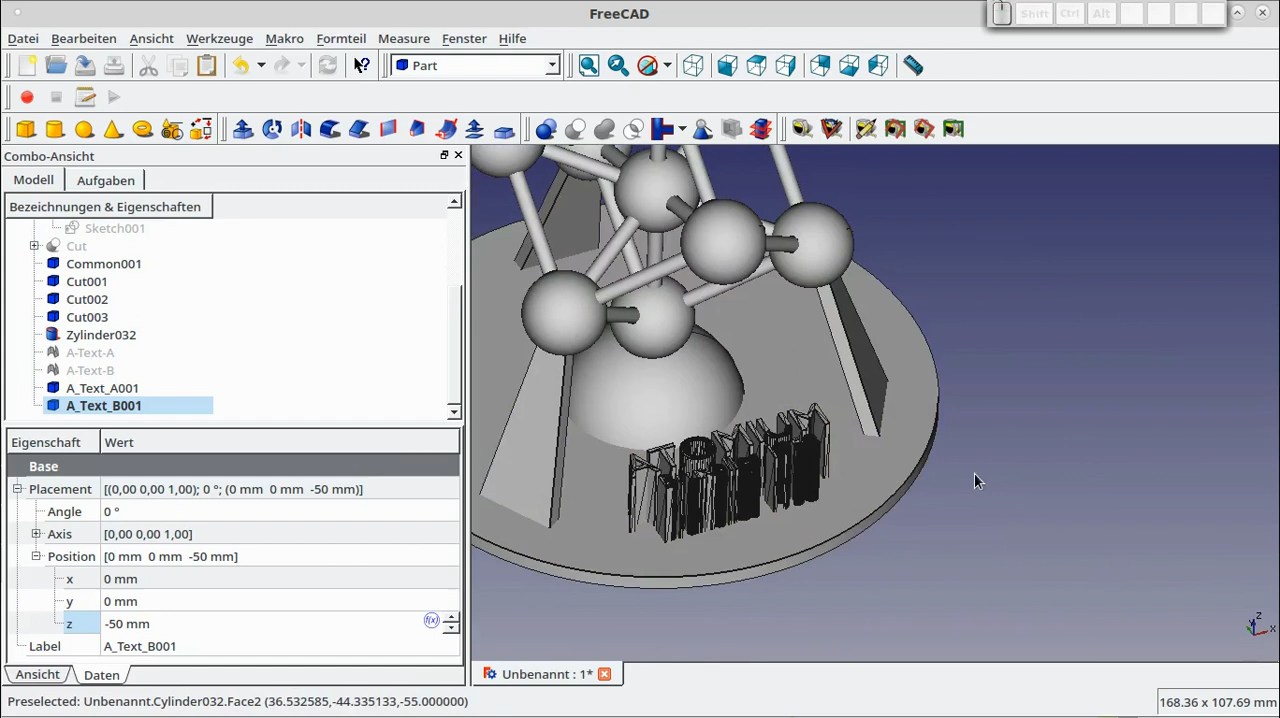 FreeCAD
Shift Ctrl Alt
Datei Bearbeiten Ansicht Werkzeuge Makro Formteil Measure Fenster Hilfe
Part
Combo-Ansicht
Modell Aufgaben
Bezeichnungen & Eigenschaften
Sketch001
Cut
Common001
Cut001
Cut002
Cut003
Zylinder032
A-Text-A
A-Text-B
A_Text_A001
A_Text_B001
Eigenschaft Wert
Base
Placement [(0,00 0,00 1,00); 0 °; (0 mm 0 mm -50 mm)]
Angle 0 °
Axis [0,00 0,00 1,00]
Position [0 mm 0 mm -50 mm]
x 0 mm
y 0 mm
z -50 mm
f(x)
Label A_Text_B001
Ansicht Daten
Unbenannt : 1*
Z
X
Preselected: Unbenannt.Cylinder032.Face2 (36.532585,-44.335133,-55.000000)
168.36 x 107.69 mm